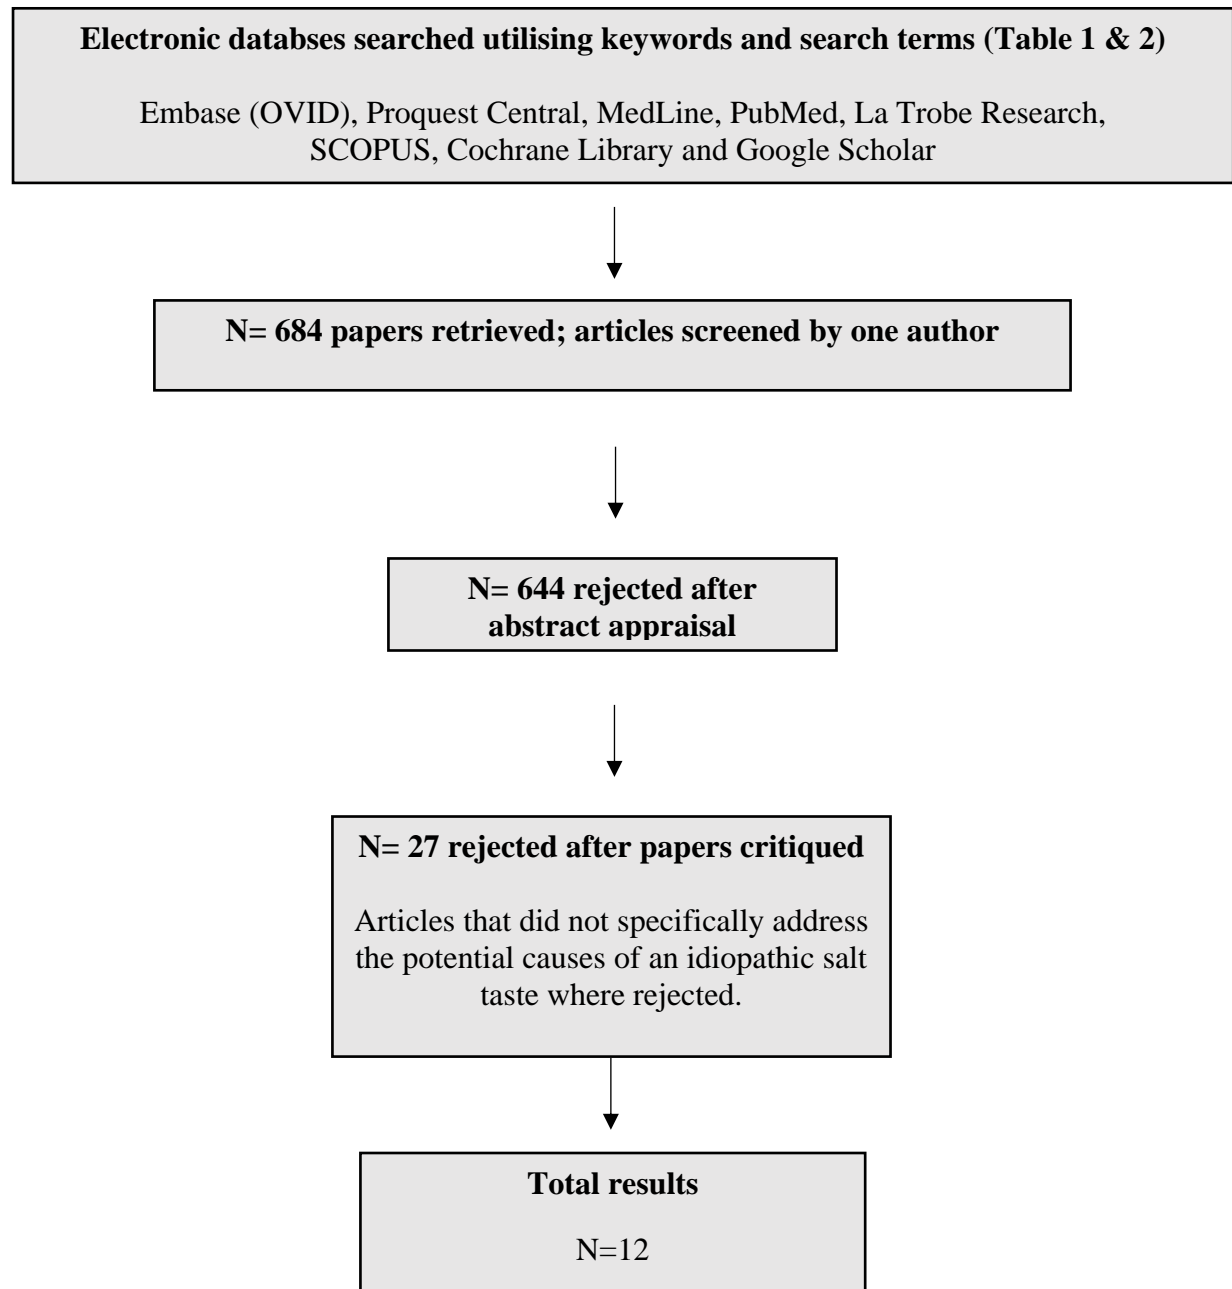 Electronic databses searched utilising keywords and search terms (Table 1 & 2)
Embase (OVID), Proquest Central, MedLine, PubMed, La Trobe Research,
SCOPUS, Cochrane Library and Google Scholar
N= 684 papers retrieved; articles screened by one author
N= 644 rejected after
abstract appraisal
N= 27 rejected after papers critiqued
Articles that did not specifically address
the potential causes of an idiopathic salt
taste where rejected.
Total results
N=12